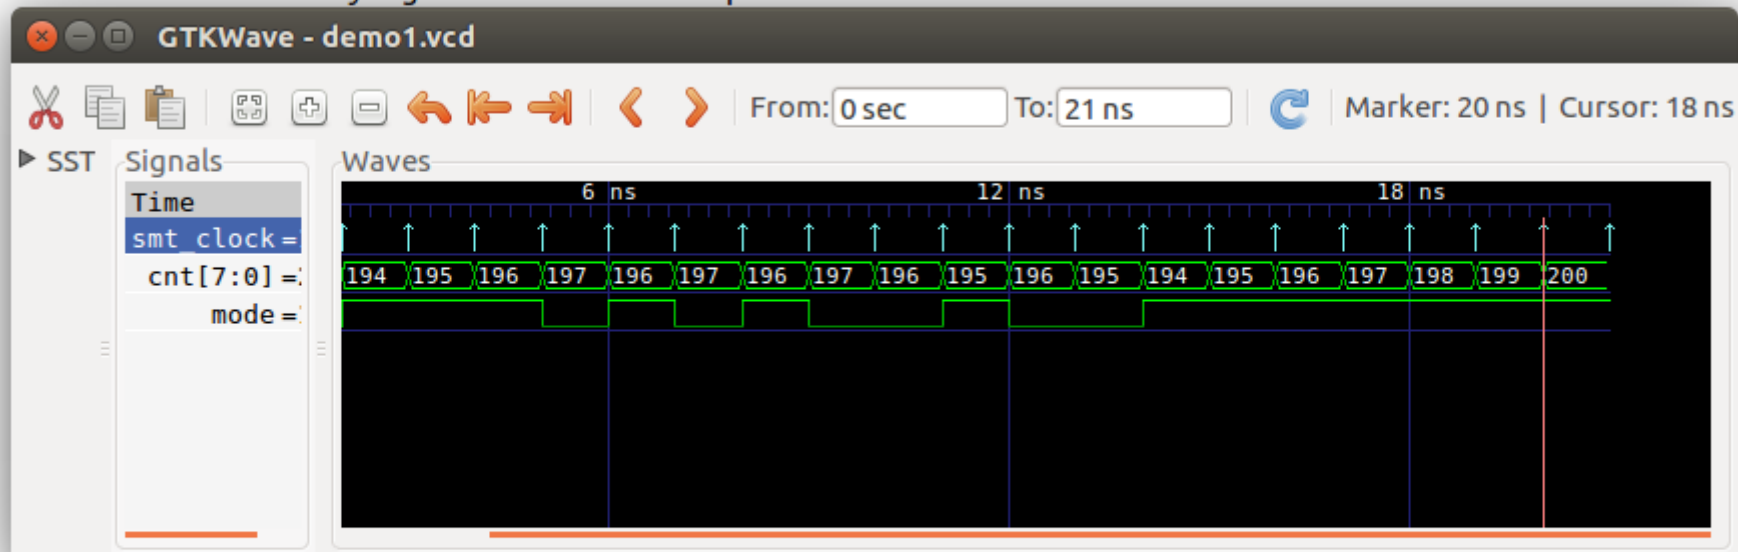 GTKWave - demo1.vcd
From: 0 sec To: 21 ns Marker: 20 ns | Cursor: 18 ns
SST Signals Waves
Time 6 ns 12 ns 18 ns
smt_clock =
cnt[7:0] = 194 195 196 197 196 197 196 197 196 195 196 195 194 195 196 197 198 199 200
mode =